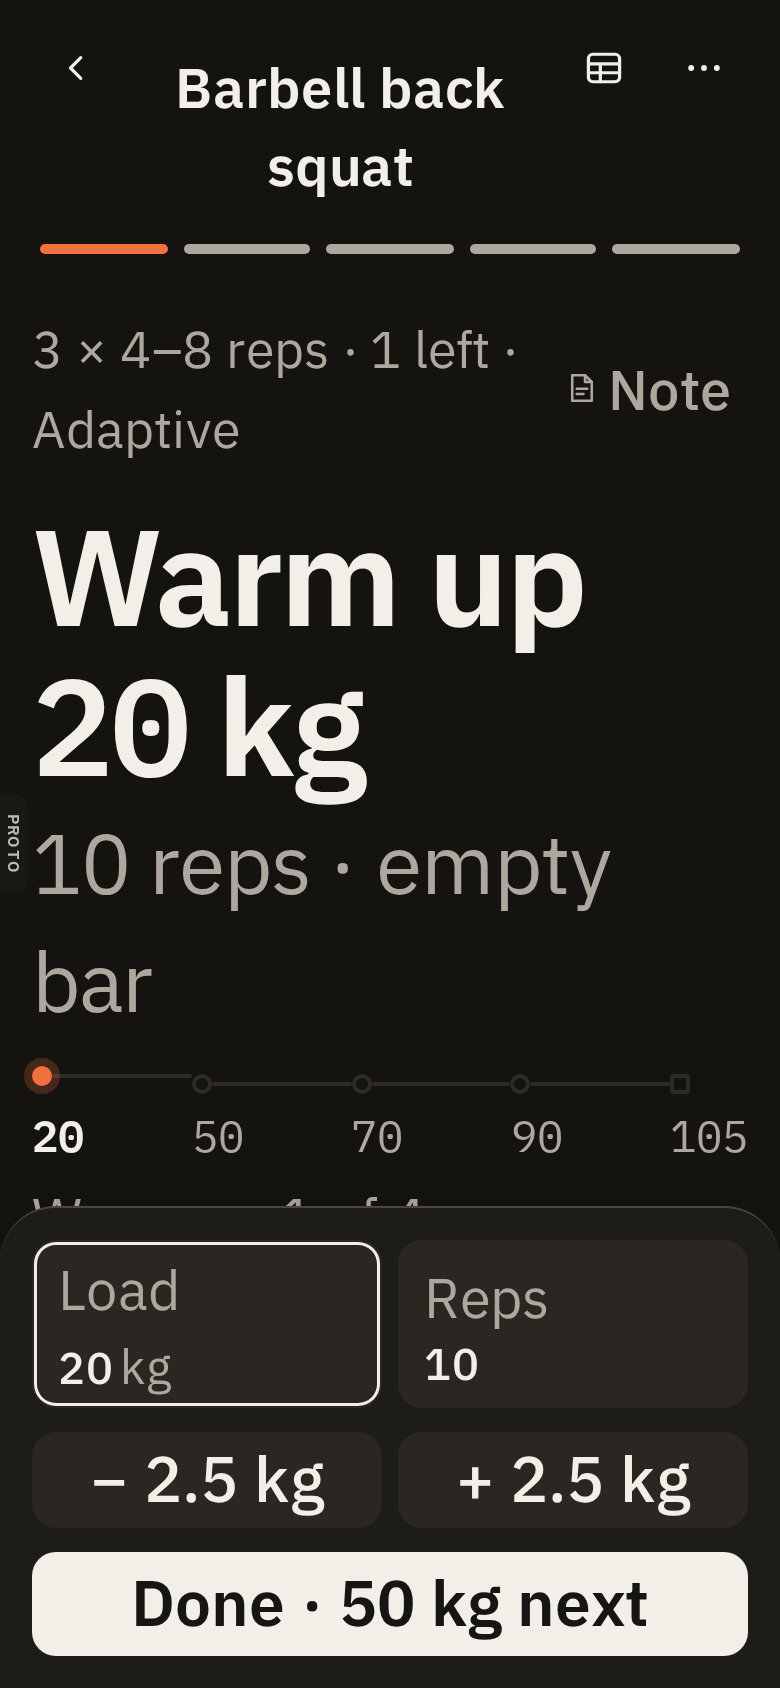 Barbell back
squat
3 × 4–8 reps · 1 left ·
Adaptive
Note
Warm up
20 kg
10 reps · empty
bar
PROTO
20 50 70 90 105
Load
20 kg
Reps
10
− 2.5 kg
+ 2.5 kg
Done · 50 kg next